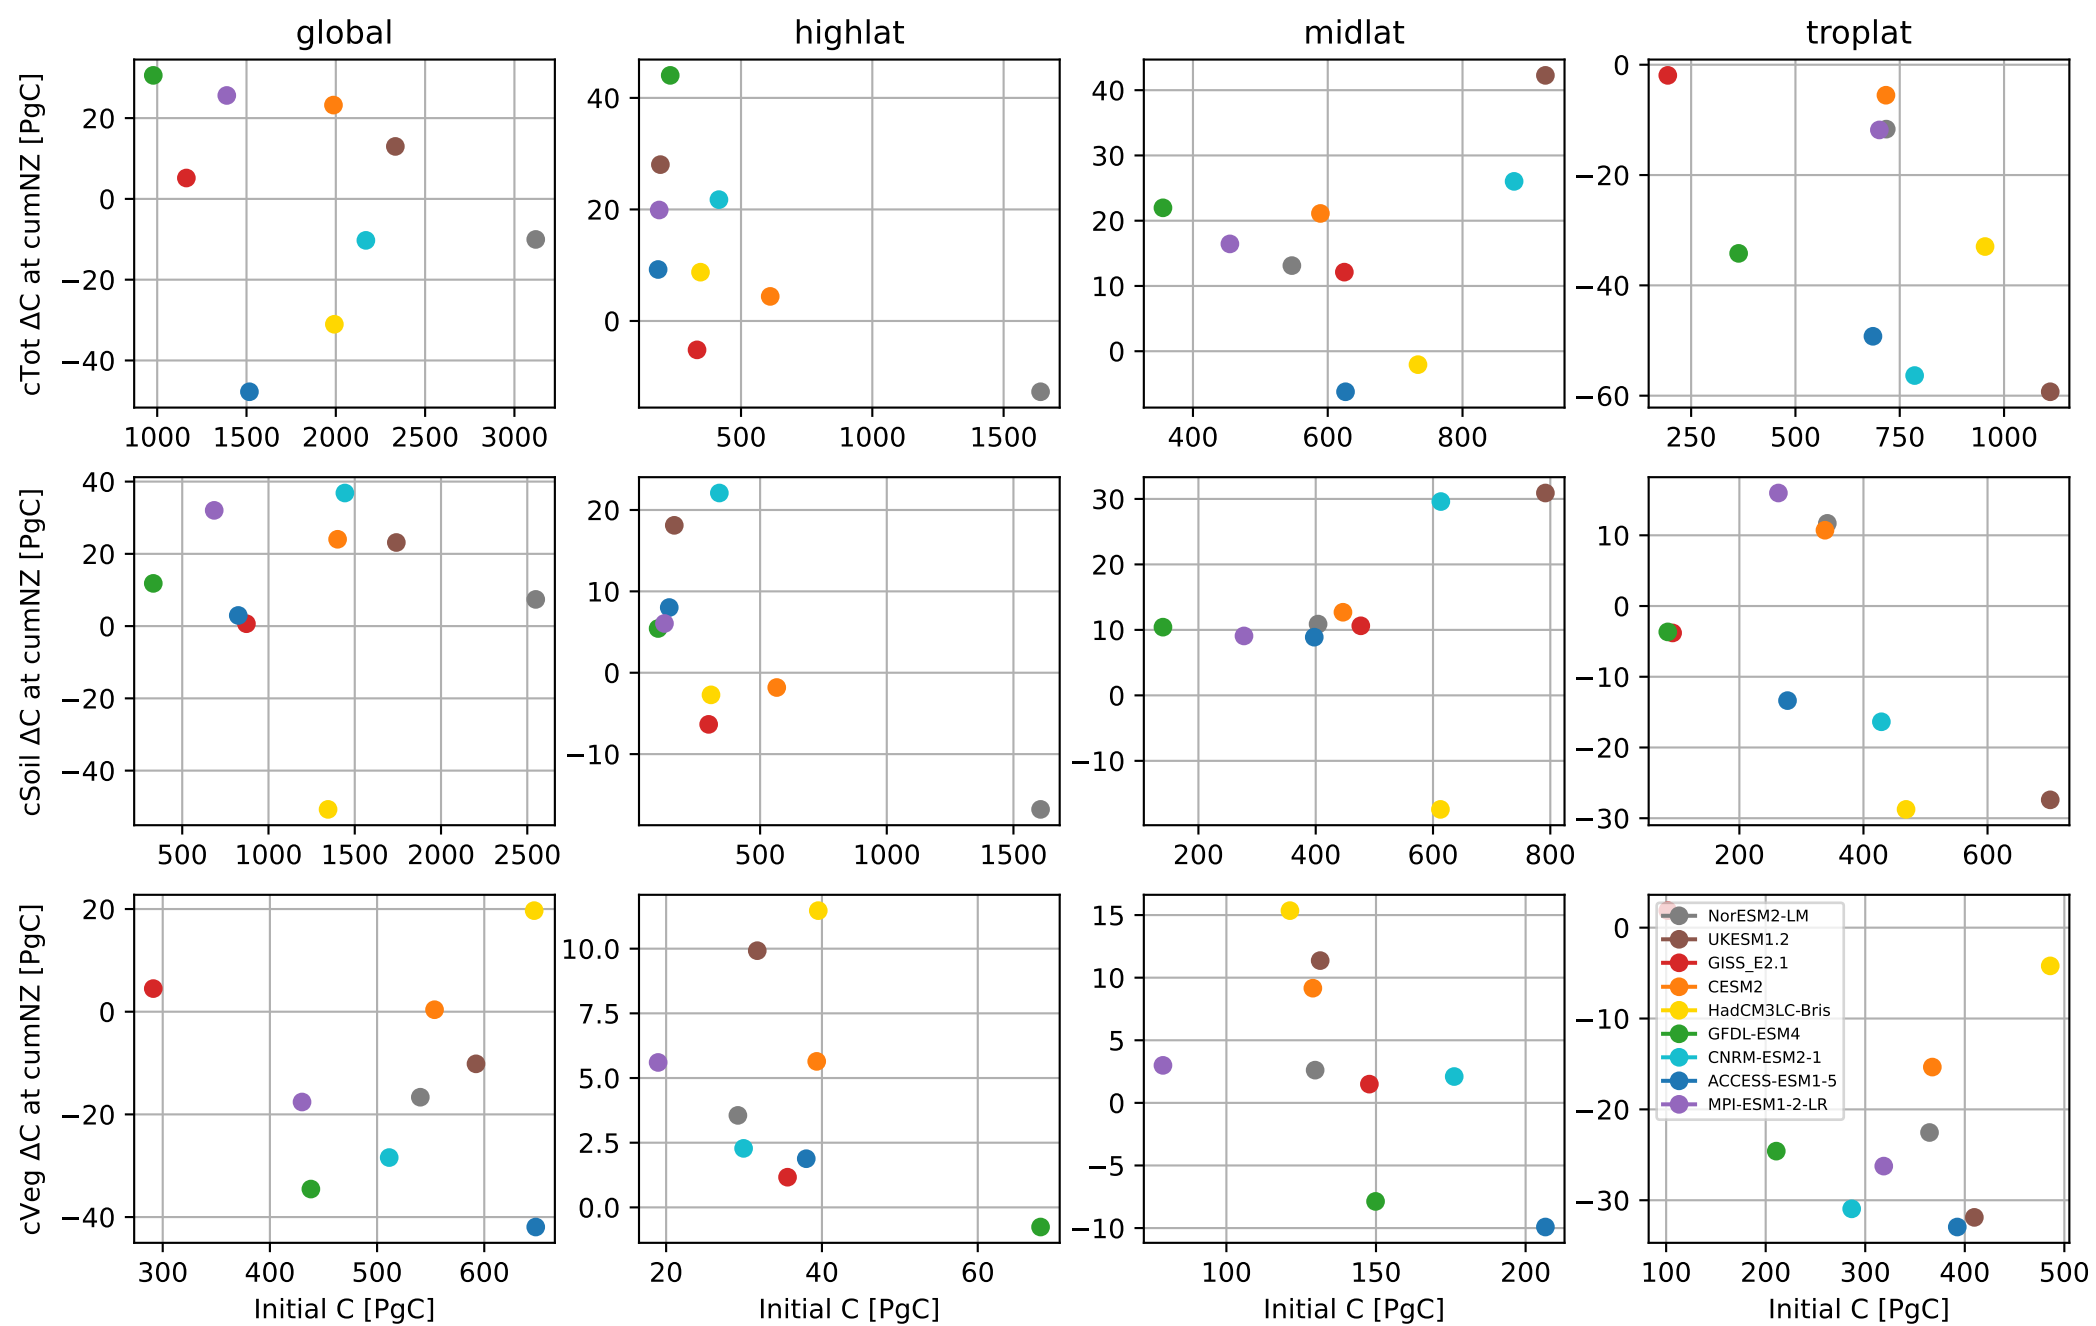 global highlat midlat troplat
cTot ΔC at cumNZ [PgC]
20
0
−20
−40
1000 1500 2000 2500 3000
40
20
0
500 1000 1500
40
30
20
10
0
400 600 800
0
−20
−40
−60
250 500 750 1000
cSoil ΔC at cumNZ [PgC]
40
20
0
−20
−40
500 1000 1500 2000 2500
20
10
0
−10
500 1000 1500
30
20
10
0
−10
200 400 600 800
10
0
−10
−20
−30
200 400 600
cVeg ΔC at cumNZ [PgC]
20
0
−20
−40
300 400 500 600
Initial C [PgC]
10.0
7.5
5.0
2.5
0.0
20 40 60
Initial C [PgC]
15
10
5
0
−5
−10
100 150 200
Initial C [PgC]
0
−10
−20
−30
NorESM2-LM
UKESM1.2
GISS_E2.1
CESM2
HadCM3LC-Bris
GFDL-ESM4
CNRM-ESM2-1
ACCESS-ESM1-5
MPI-ESM1-2-LR
100 200 300 400 500
Initial C [PgC]